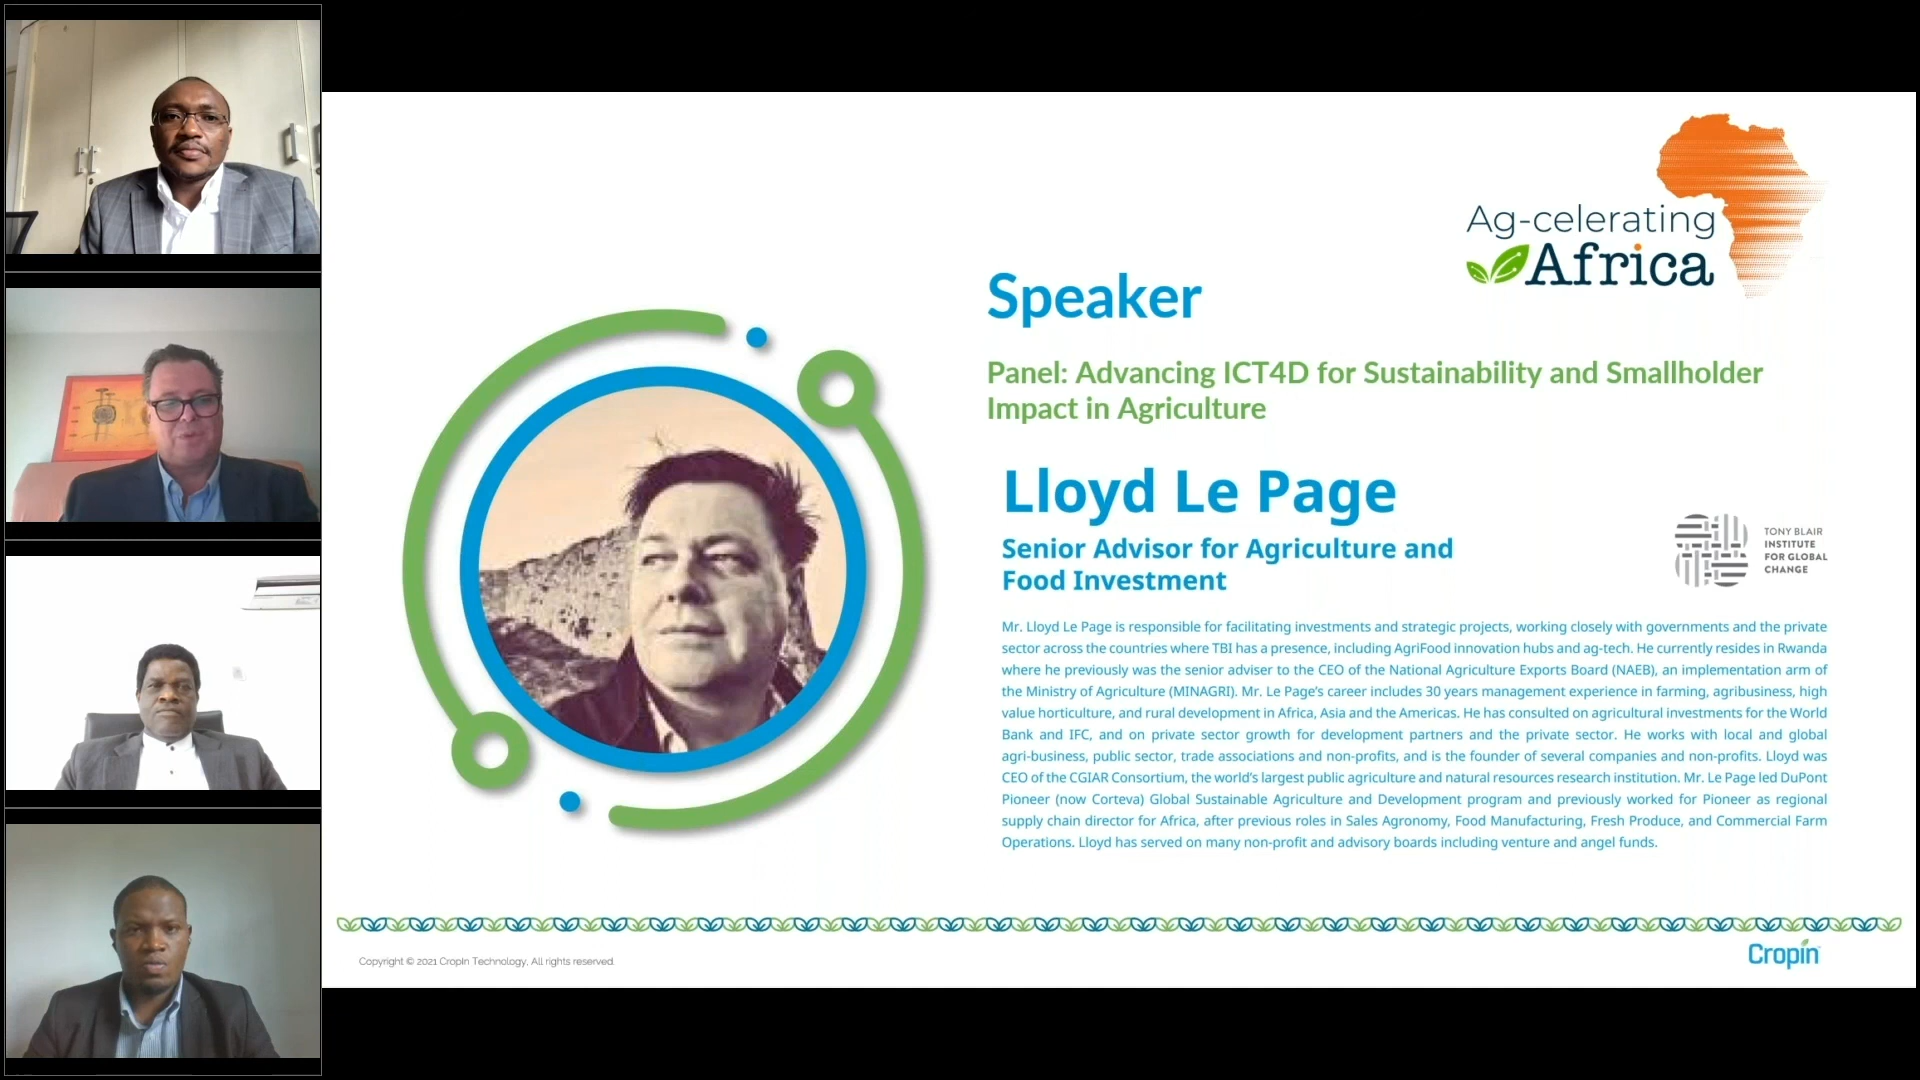 Ag-celerating
Africa
Speaker
Panel: Advancing ICT4D for Sustainability and Smallholder
Impact in Agriculture
Lloyd Le Page
Senior Advisor for Agriculture and
Food Investment
TONY BLAIR
INSTITUTE
FOR GLOBAL
CHANGE
Mr. Lloyd Le Page is responsible for facilitating investments and strategic projects, working closely with governments and the private
sector across the countries where TBI has a presence, including AgriFood innovation hubs and ag-tech. He currently resides in Rwanda
where he previously was the senior adviser to the CEO of the National Agriculture Exports Board (NAEB), an implementation arm of
the Ministry of Agriculture (MINAGRI). Mr. Le Page's career includes 30 years management experience in farming, agribusiness, high
value horticulture, and rural development in Africa, Asia and the Americas. He has consulted on agricultural investments for the World
Bank and IFC, and on private sector growth for development partners and the private sector. He works with local and global
agri-business, public sector, trade associations and non-profits, and is the founder of several companies and non-profits. Lloyd was
CEO of the CGIAR Consortium, the world's largest public agriculture and natural resources research institution. Mr. Le Page led DuPont
Pioneer (now Corteva) Global Sustainable Agriculture and Development program and previously worked for Pioneer as regional
supply chain director for Africa, after previous roles in Sales Agronomy, Food Manufacturing, Fresh Produce, and Commercial Farm
Operations. Lloyd has served on many non-profit and advisory boards including venture and angel funds.
Copyright © 2021 CropIn Technology, All rights reserved.
Cropin